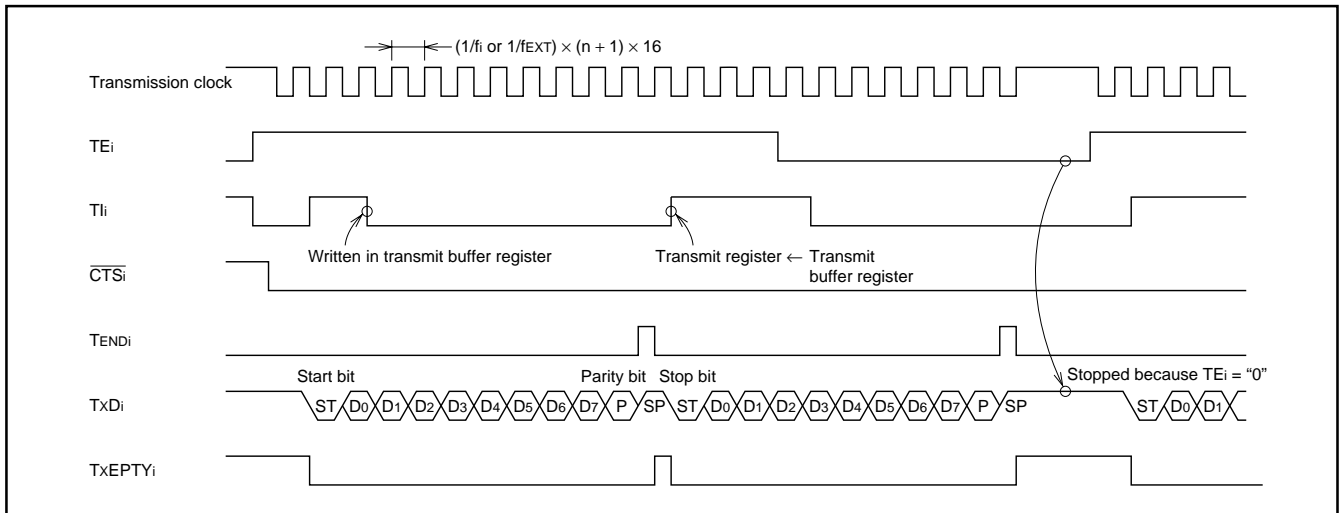 (1/fi or 1/fEXT) × (n + 1) × 16
Transmission clock
TEi
TIi
Written in transmit buffer register
Transmit register ← Transmit
buffer register
CTSi
TENDi
Start bit
Parity bit
Stop bit
Stopped because TEi = “0”
TXDi
ST D0 D1 D2 D3 D4 D5 D6 D7 P SP ST D0 D1 D2 D3 D4 D5 D6 D7 P SP ST D0 D1
TXEPTYi